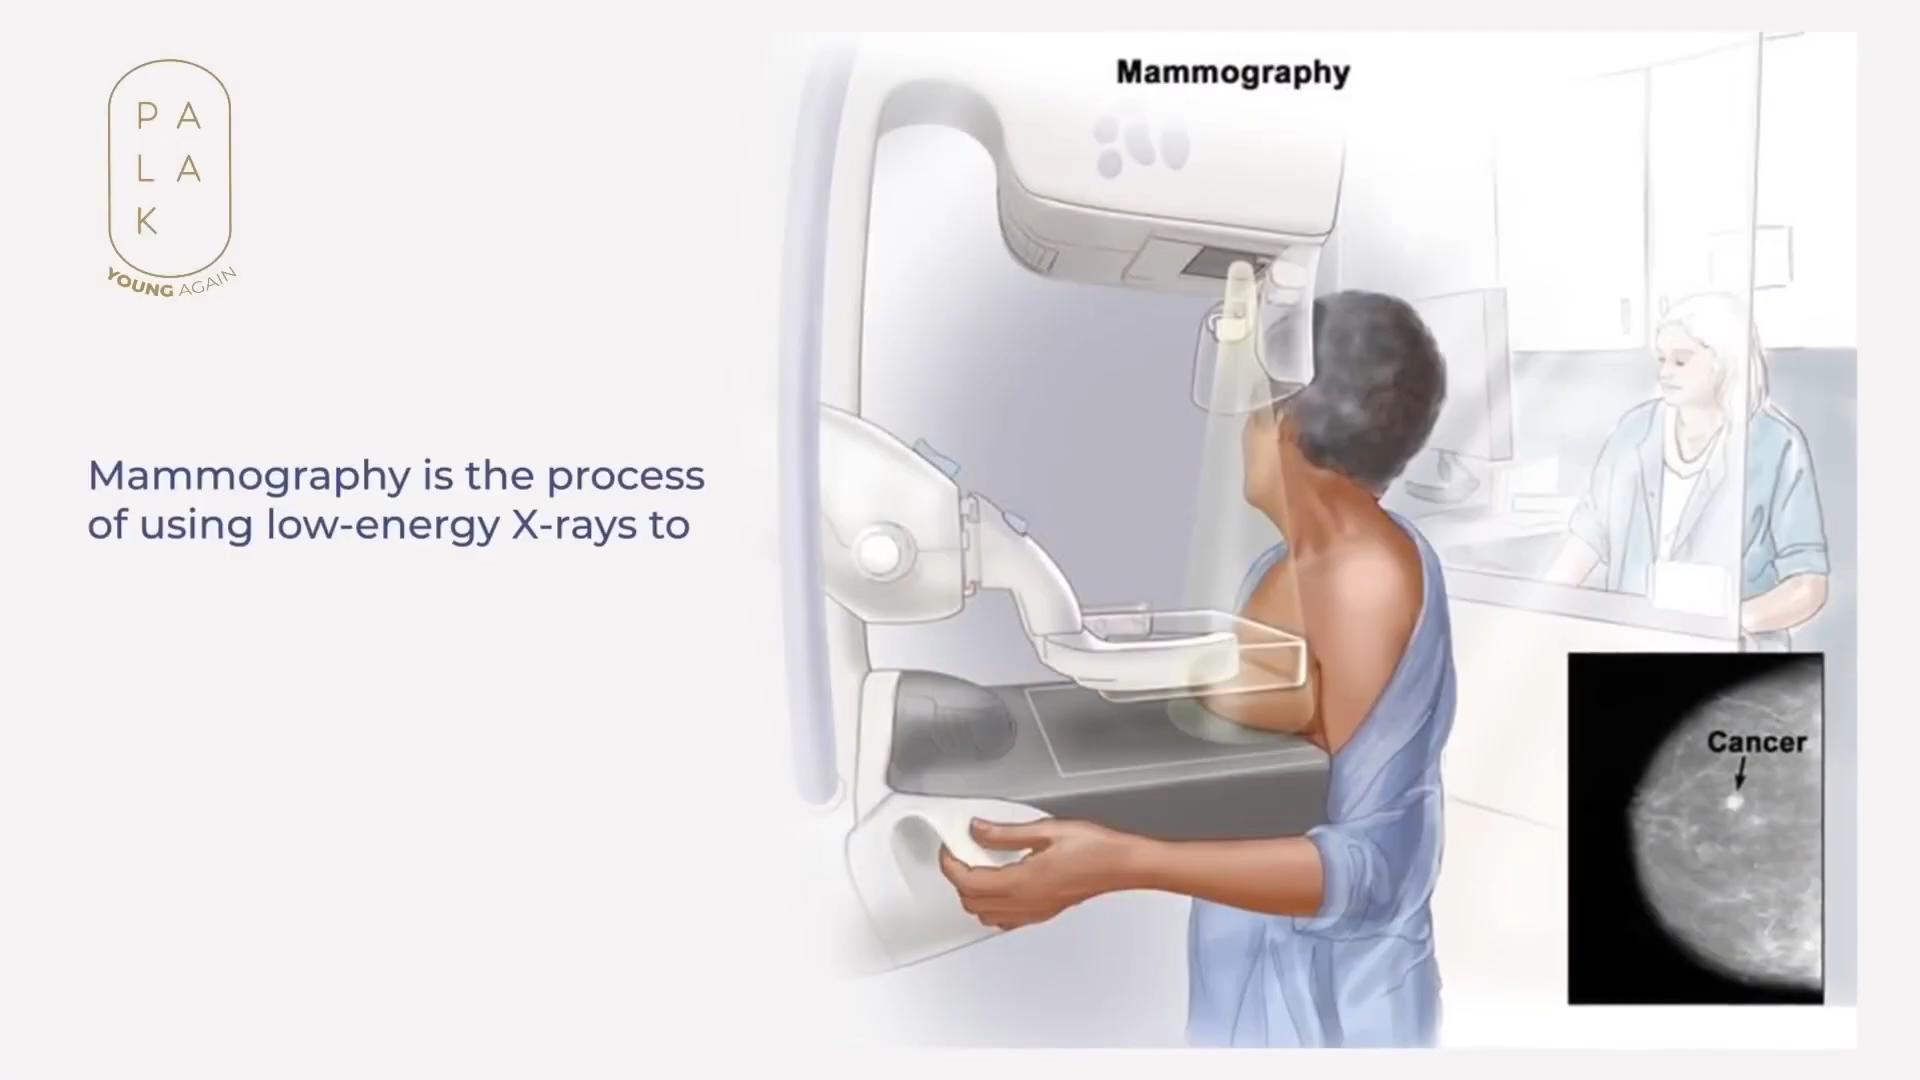 P A
L A
K
YOUNG AGAIN
Mammography is the process
of using low-energy X-rays to
Mammography
Cancer